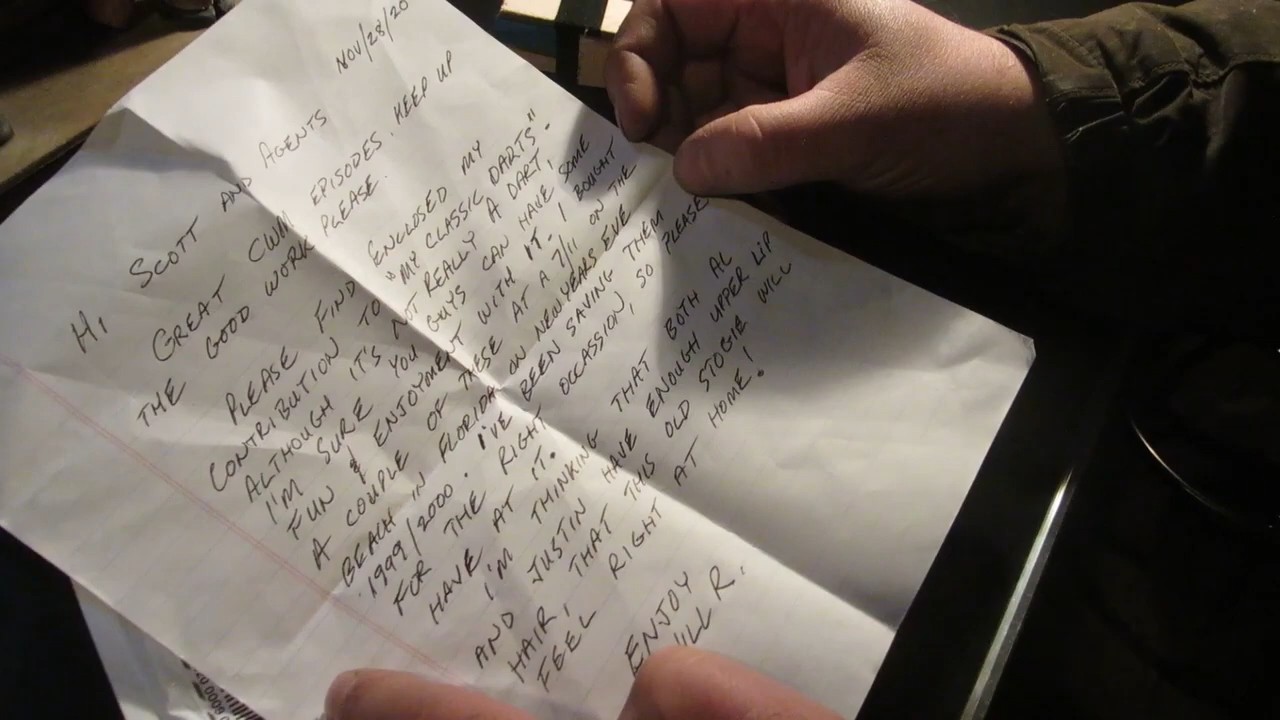 NOV/28/20
HI, SCOTT AND AGENTS
GREAT CWM EPISODES. KEEP UP
THE GOOD WORK PLEASE.
PLEASE FIND ENCLOSED MY
CONTRIBUTION TO "MY CLASSIC DARTS".
ALTHOUGH IT'S NOT REALLY A DART,
I'M SURE YOU GUYS CAN HAVE SOME
FUN & ENJOYMENT WITH IT. I BOUGHT
A COUPLE OF THESE AT A 7/11 ON THE
BEACH IN FLORIDA ON NEW YEARS EVE
1999/2000. I'VE BEEN SAVING THEM
FOR THE RIGHT OCCASSION, SO PLEASE
HAVE AT IT.
I'M THINKING THAT BOTH AL
AND JUSTIN HAVE ENOUGH UPPER LIP
HAIR, THAT THIS OLD STOGIE WILL
FEEL RIGHT AT HOME!
ENJOY
ILL R.